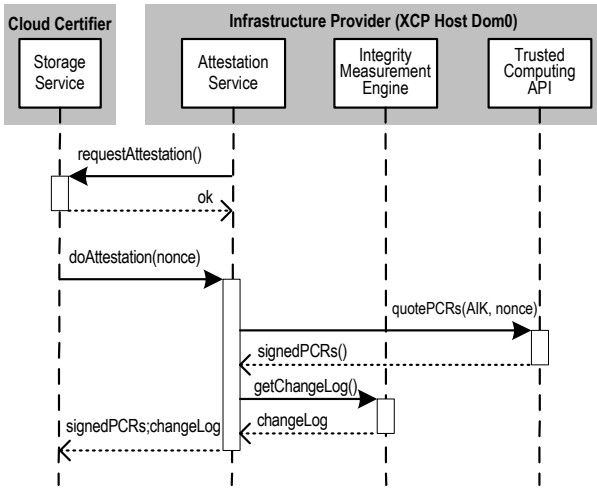 Cloud Certifier
Infrastructure Provider (XCP Host Dom0)
Storage
Service
Attestation
Service
Integrity
Measurement
Engine
Trusted
Computing
API
requestAttestation()
ok
doAttestation(nonce)
quotePCRs(AIK, nonce)
signedPCRs()
getChangeLog()
changeLog
signedPCRs;changeLog